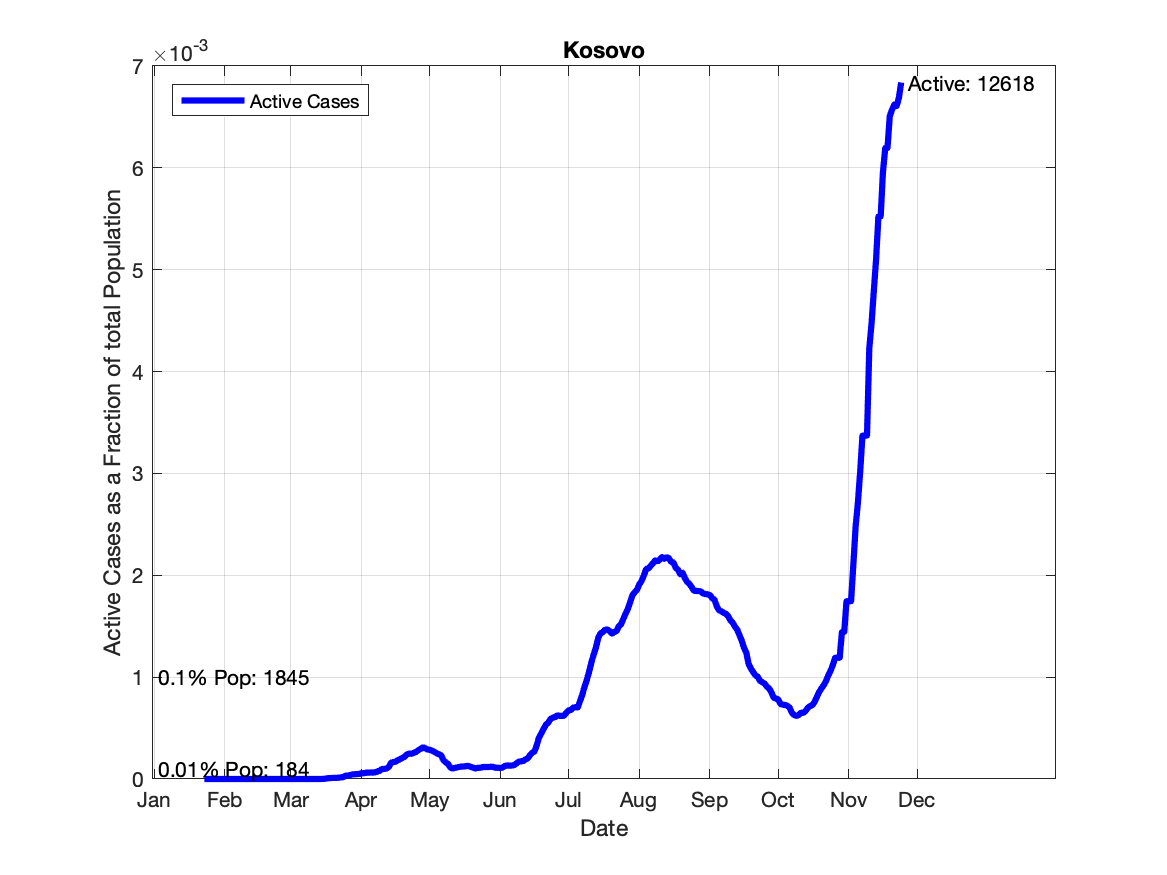 Kosovo
×10-3
7
6
5
4
3
2
1
0
Active Cases
Active: 12618
0.1% Pop: 1845
0.01% Pop: 184
Active Cases as a Fraction of total Population
Jan Feb Mar Apr May Jun Jul Aug Sep Oct Nov Dec
Date